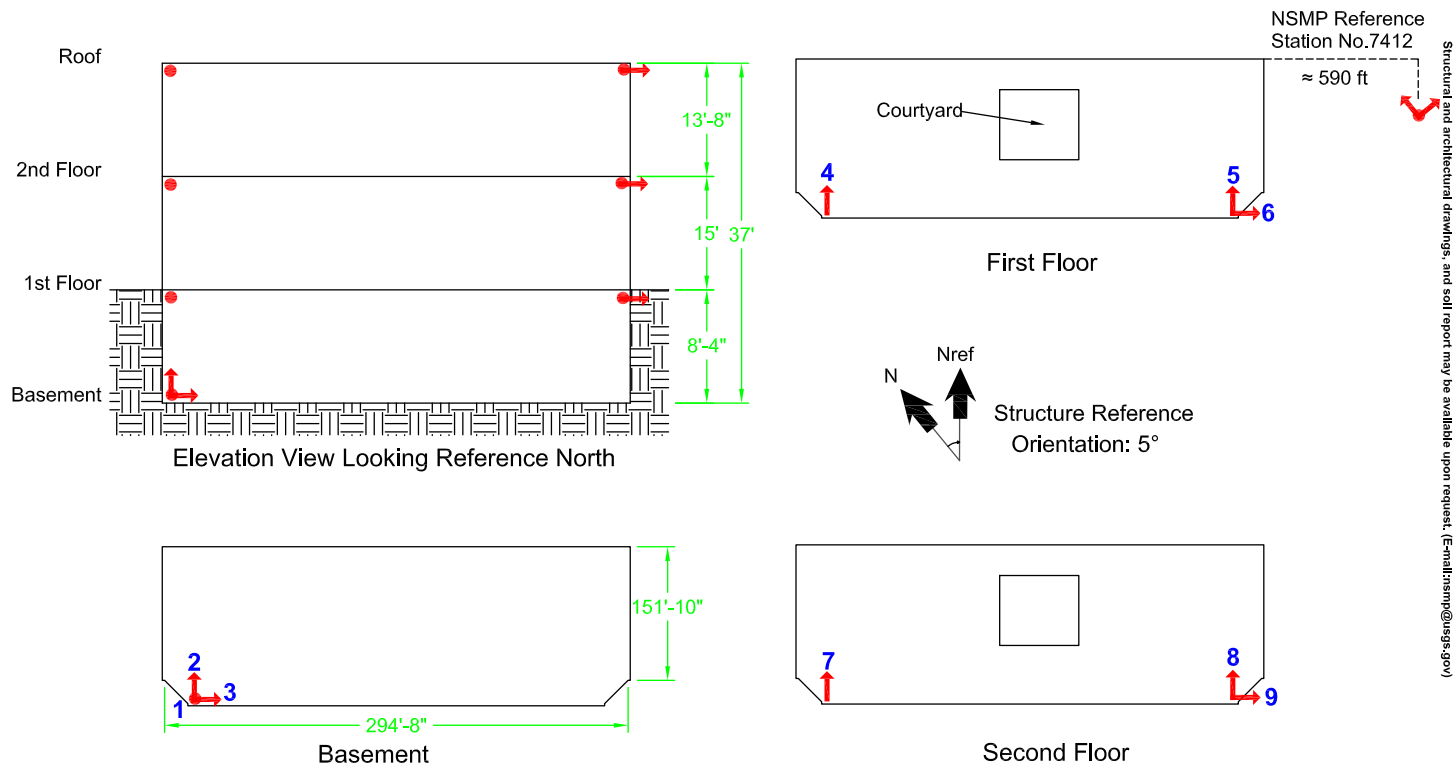 Roof
2nd Floor
1st Floor
Basement
13'-8"
15'
37'
8'-4"
Elevation View Looking Reference North
NSMP Reference
Station No.7412
≈ 590 ft
Courtyard
4
5
6
First Floor
N
Nref
Structure Reference
Orientation: 5°
2
1
3
151'-10"
294'-8"
Basement
7
8
9
Second Floor
Structural and architectural drawings, and soil report may be available upon request. (E-mail:nsmp@usgs.gov)